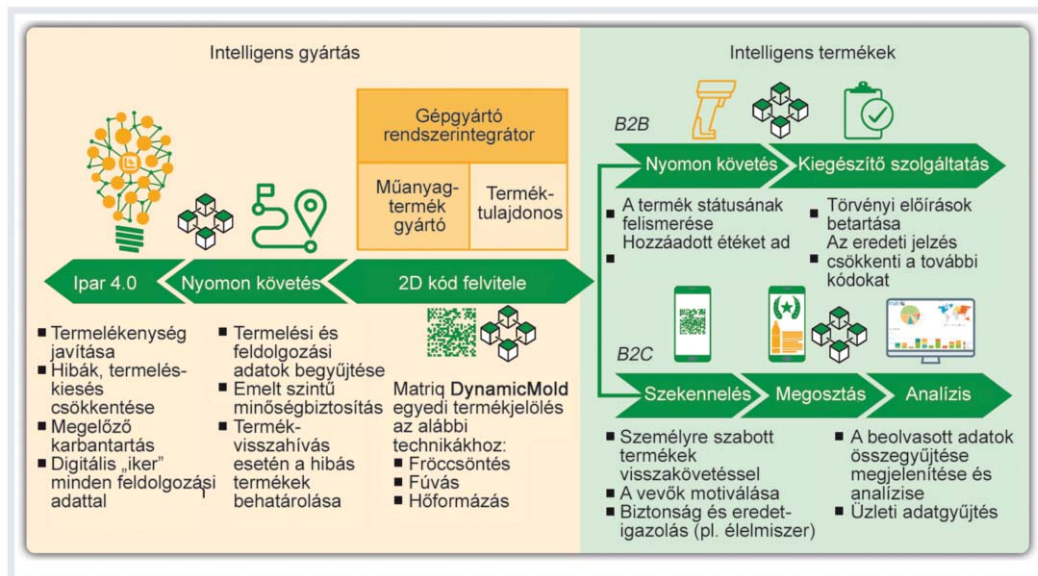 Intelligens gyártás
Gépgyártó
rendszerintegrátor
Műanyag-
termék
gyártó
Termék-
tulajdonos
Ipar 4.0
Nyomon követés
2D kód felvitele
■ Termelékenység
javítása
■ Hibák, termelés-
kiesés
csökkentése
■ Megelőző
karbantartás
■ Digitális „iker”
minden feldolgozási
adattal
■ Termelési és
feldolgozási
adatok begyűjtése
■ Emelt szintű
minőségbiztosítás
■ Termék-
visszahívás
esetén a hibás
termékek
behatárolása
Matriq DynamicMold
egyedi termékjelölés
az alábbi
technikákhoz:
■ Fröccsöntés
■ Fúvás
■ Hőformázás
Intelligens termékek
B2B
Nyomon követés
Kiegészítő szolgáltatás
■ A termék státusának
felismerése
Hozzáadott étéket ad
■
■ Törvényi előírások
betartása
Az eredeti jelzés
■ csökkenti a további
kódokat
B2C
Szekennelés
Megosztás
Analízis
■ Személyre szabott
termékek
visszakövetéssel
■ A vevők motiválása
■ Biztonság és eredet-
igazolás (pl. élelmiszer)
■ A beolvasott adatok
összegyűjtése
megjelenítése és
analízise
■ Üzleti adatgyűjtés